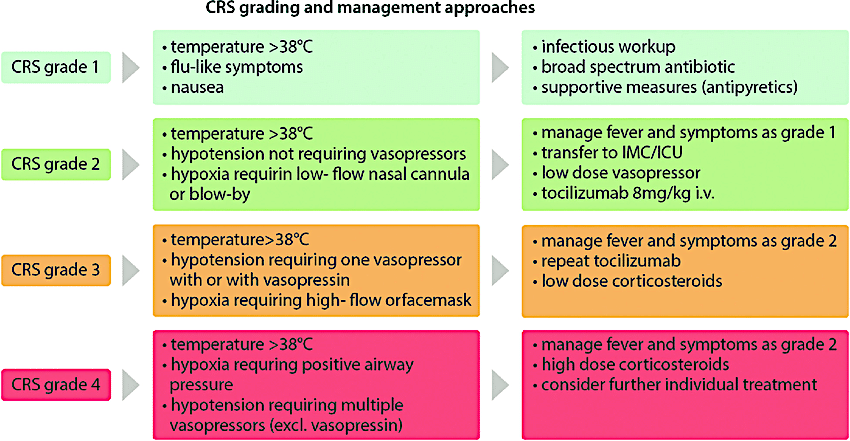 CRS grading and management approaches
CRS grade 1
• temperature >38°C
• flu-like symptoms
• nausea
• infectious workup
• broad spectrum antibiotic
• supportive measures (antipyretics)
CRS grade 2
• temperature >38°C
• hypotension not requiring vasopressors
• hypoxia requirin low- flow nasal cannula
or blow-by
• manage fever and symptoms as grade 1
• transfer to IMC/ICU
• low dose vasopressor
• tocilizumab 8mg/kg i.v.
CRS grade 3
• temperature>38°C
• hypotension requiring one vasopressor
with or with vasopressin
• hypoxia requiring high- flow orfacemask
• manage fever and symptoms as grade 2
• repeat tocilizumab
• low dose corticosteroids
CRS grade 4
• temperature >38°C
• hypoxia requring positive airway
pressure
• hypotension requiring multiple
vasopressors (excl. vasopressin)
• manage fever and symptoms as grade 2
• high dose corticosteroids
• consider further individual treatment